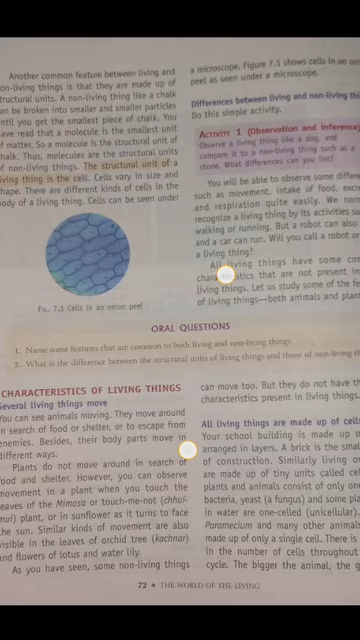 Another common feature between living and
non-living things is that they are made up of
structural units. A non-living thing like a chalk
can be broken into smaller and smaller particles
until you get the smallest piece of chalk. You
have read that a molecule is the smallest unit
of matter. So a molecule is the structural unit of
chalk. Thus, molecules are the structural units
of non-living things. The structural unit of a
living thing is the cell. Cells vary in size and
shape. There are different kinds of cells in the
body of a living thing. Cells can be seen under
FIG. 7.1 Cells in an onion peel
a microscope. Figure 7.1 shows cells in an
peel as seen under a microscope.
Differences between living and non-living
Do this simple activity.
ACTIVITY 1 (Observation and Inference)
Observe a living thing like a dog, and
compare it to a non-living thing such as a
stone. What differences can you list?
You will be able to observe some
such as movement, intake of food,
and respiration quite easily. We
recognize a living thing by its activities
walking or running. But a robot can also
and a car can run. Will you call a robot or
a living thing?
All living things have some
that are not present in
living things. Let us study some of the
of living things—both animals and
ORAL QUESTIONS
1. Name some features that are common to both living and non-living things.
2. What is the difference between the structural units of living things and those of non-living
CHARACTERISTICS OF LIVING THINGS
Several living things move
You can see animals moving. They move around
in search of food or shelter, or to escape from
enemies. Besides, their body parts move in
different ways.
Plants do not move around in search of
food and shelter. However, you can observe
movement in a plant when you touch the
leaves of the Mimosa or touch-me-not (chhui-
mui) plant, or in sunflower as it turns to face
the sun. Similar kinds of movement are also
visible in the leaves of orchid tree (kachnar)
and flowers of lotus and water lily.
As you have seen, some non-living things
can move too. But they do not have
characteristics present in living things.
All living things are made up of
Your school building is made up
arranged in layers. A brick is the
of construction. Similarly living
are made up of tiny units called
plants and animals consist of only
bacteria, yeast (a fungus) and some
in water are one-celled (unicellular).
Paramecium and many other animals
made up of only a single cell. There is
in the number of cells throughout
cycle. The bigger the animal, the
72 • THE WORLD OF THE LIVING